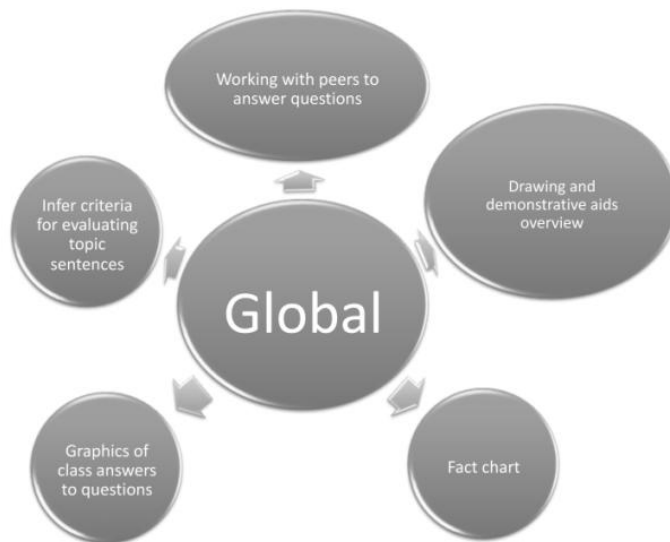 Working with peers to
answer questions
Drawing and
demonstrative aids
overview
Infer criteria
for evaluating
topic
sentences
Global
Graphics of
class answers
to questions
Fact chart